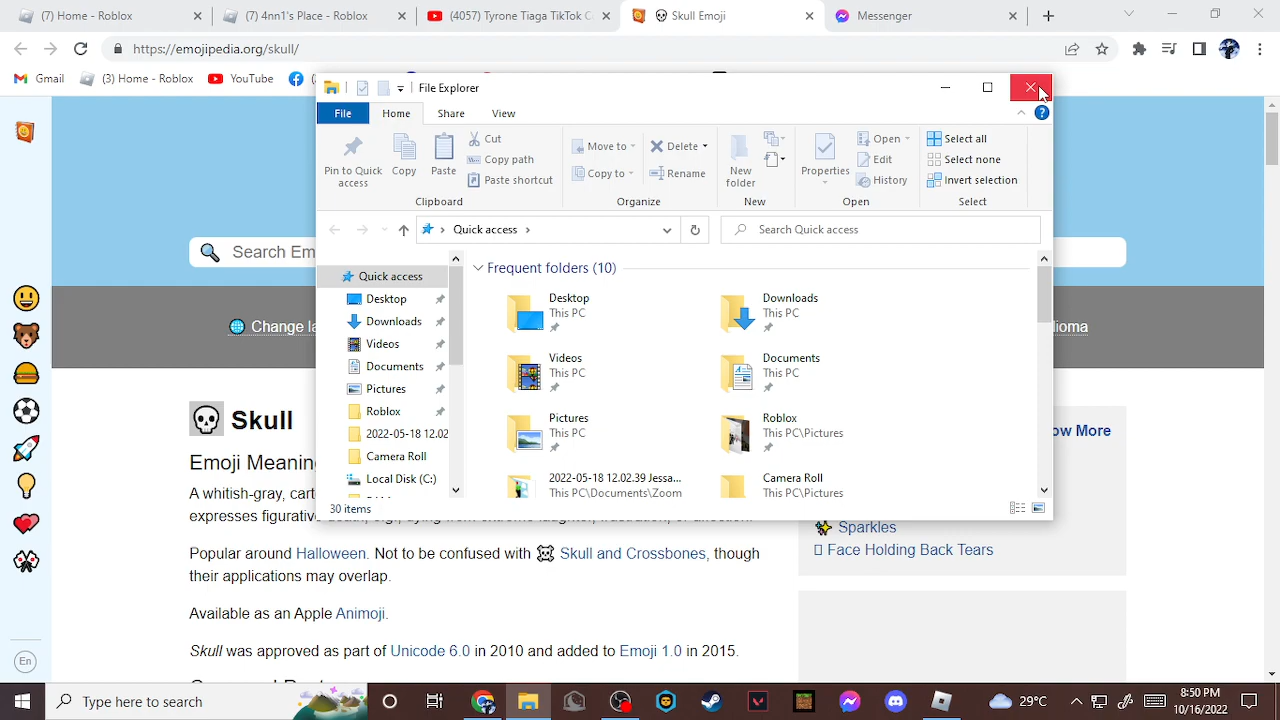 (7) Home - Roblox
(7) 4nn1's Place - Roblox
(4057) Tyrone Tiaga TikTok C
Skull Emoji
Messenger
https://emojipedia.org/skull/
Gmail
(3) Home - Roblox
YouTube
File Explorer
File
Home
Share
View
Pin to Quick access
Copy
Paste
Cut
Copy path
Paste shortcut
Clipboard
Move to
Copy to
Delete
Rename
Organize
New folder
New
Properties
Open
Edit
History
Open
Select all
Select none
Invert selection
Select
Quick access
Search Quick access
Search Em
Quick access
Desktop
Downloads
Videos
Documents
Pictures
Roblox
2022-05-18 12.02
Camera Roll
Local Disk (C:)
Frequent folders (10)
Desktop
This PC
Downloads
This PC
Videos
This PC
Documents
This PC
Pictures
This PC
Roblox
This PC\Pictures
2022-05-18 12.02.39 Jessa...
This PC\Documents\Zoom
Camera Roll
This PC\Pictures
30 items
Change la
ioma
Skull
ow More
Emoji Meaning
A whitish-gray, cart
Popular around Halloween. Not to be confused with ☠ Skull and Crossbones, though
their applications may overlap.
Available as an Apple Animoji.
Skull was approved as part of Unicode 6.0 in 2010 and added to Emoji 1.0 in 2015.
Sparkles
Face Holding Back Tears
En
Type here to search
29°C
8:50 PM
10/16/2022